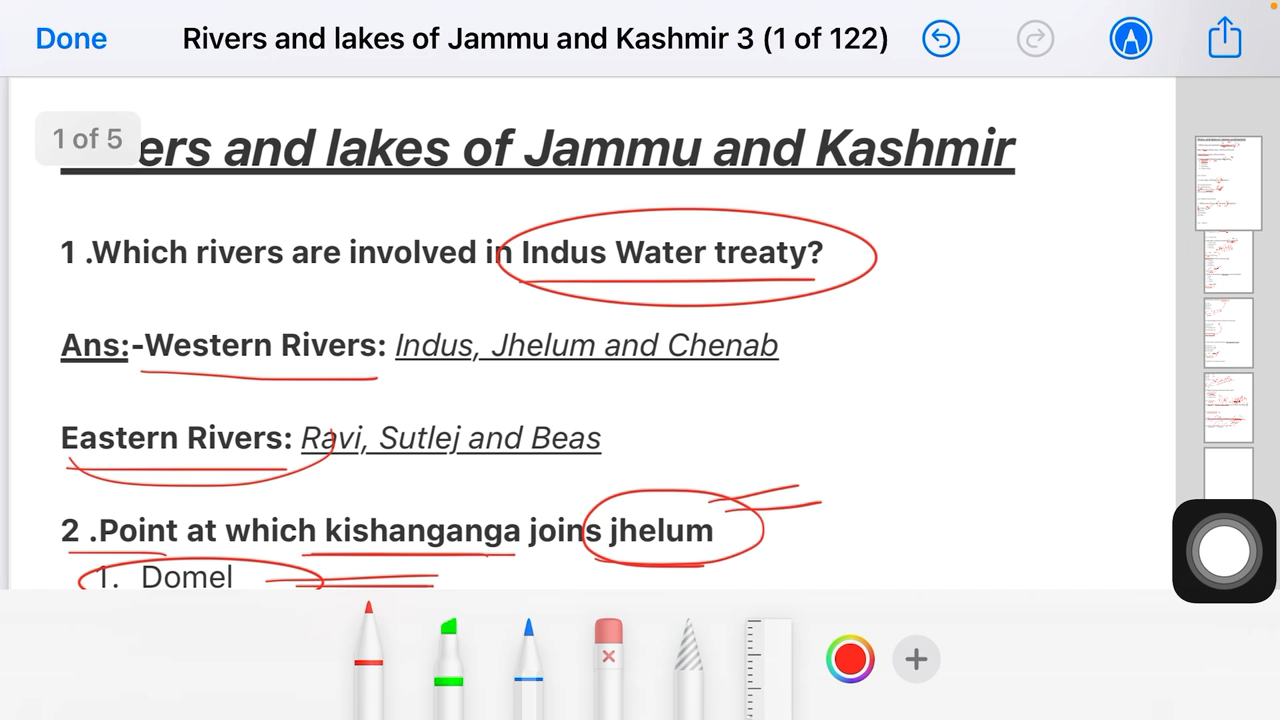 Done
Rivers and lakes of Jammu and Kashmir 3 (1 of 122)
1 of 5
ers and lakes of Jammu and Kashmir
1 .Which rivers are involved in Indus Water treaty?
Ans:-Western Rivers: Indus, Jhelum and Chenab
Eastern Rivers: Ravi, Sutlej and Beas
2 .Point at which kishanganga joins jhelum
1. Domel